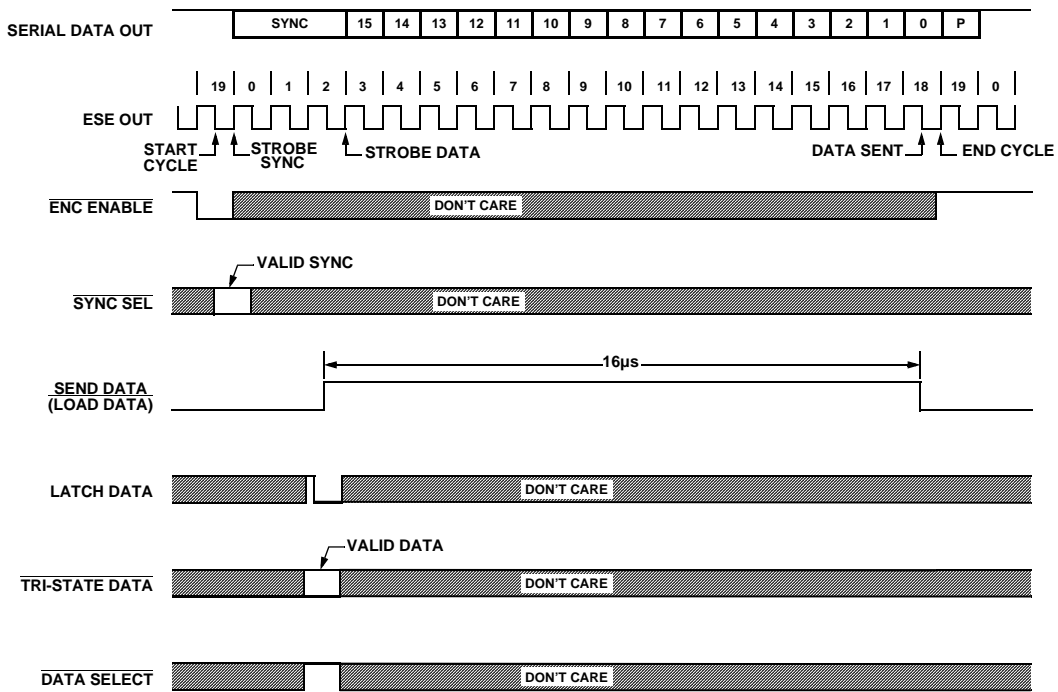 SERIAL DATA OUT SYNC 15 14 13 12 11 10 9 8 7 6 5 4 3 2 1 0 P
19 0 1 2 3 4 5 6 7 8 9 10 11 12 13 14 15 16 17 18 19 0
ESE OUT
START CYCLE
STROBE SYNC
STROBE DATA
DATA SENT
END CYCLE
ENC ENABLE
DON'T CARE
VALID SYNC
SYNC SEL
DON'T CARE
16µs
SEND DATA
(LOAD DATA)
LATCH DATA
DON'T CARE
VALID DATA
TRI-STATE DATA
DON'T CARE
DATA SELECT
DON'T CARE